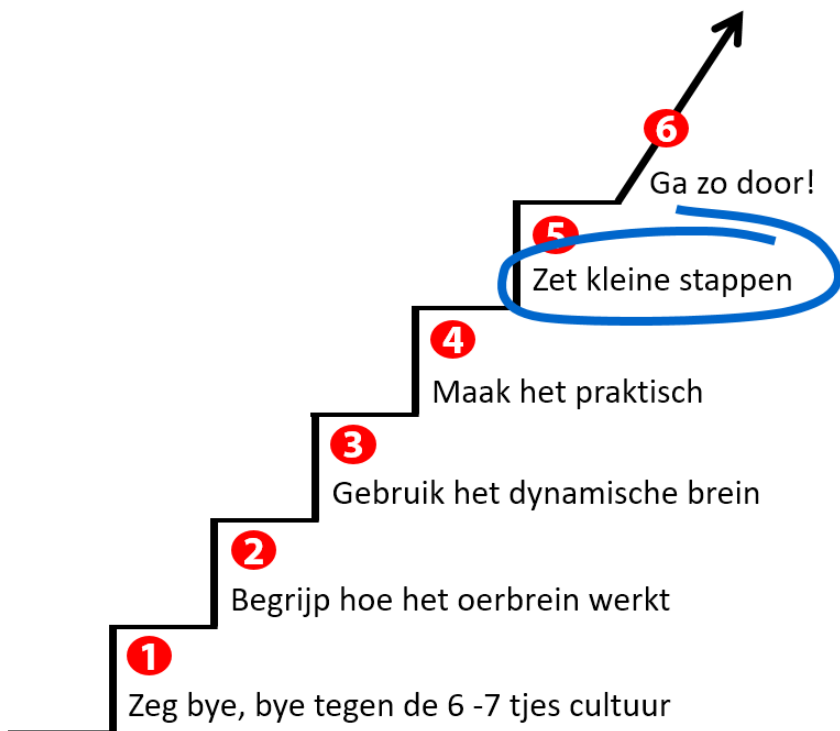 6
Ga zo door!
5
Zet kleine stappen
4
Maak het praktisch
3
Gebruik het dynamische brein
2
Begrijp hoe het oerbrein werkt
1
Zeg bye, bye tegen de 6 -7 tjes cultuur